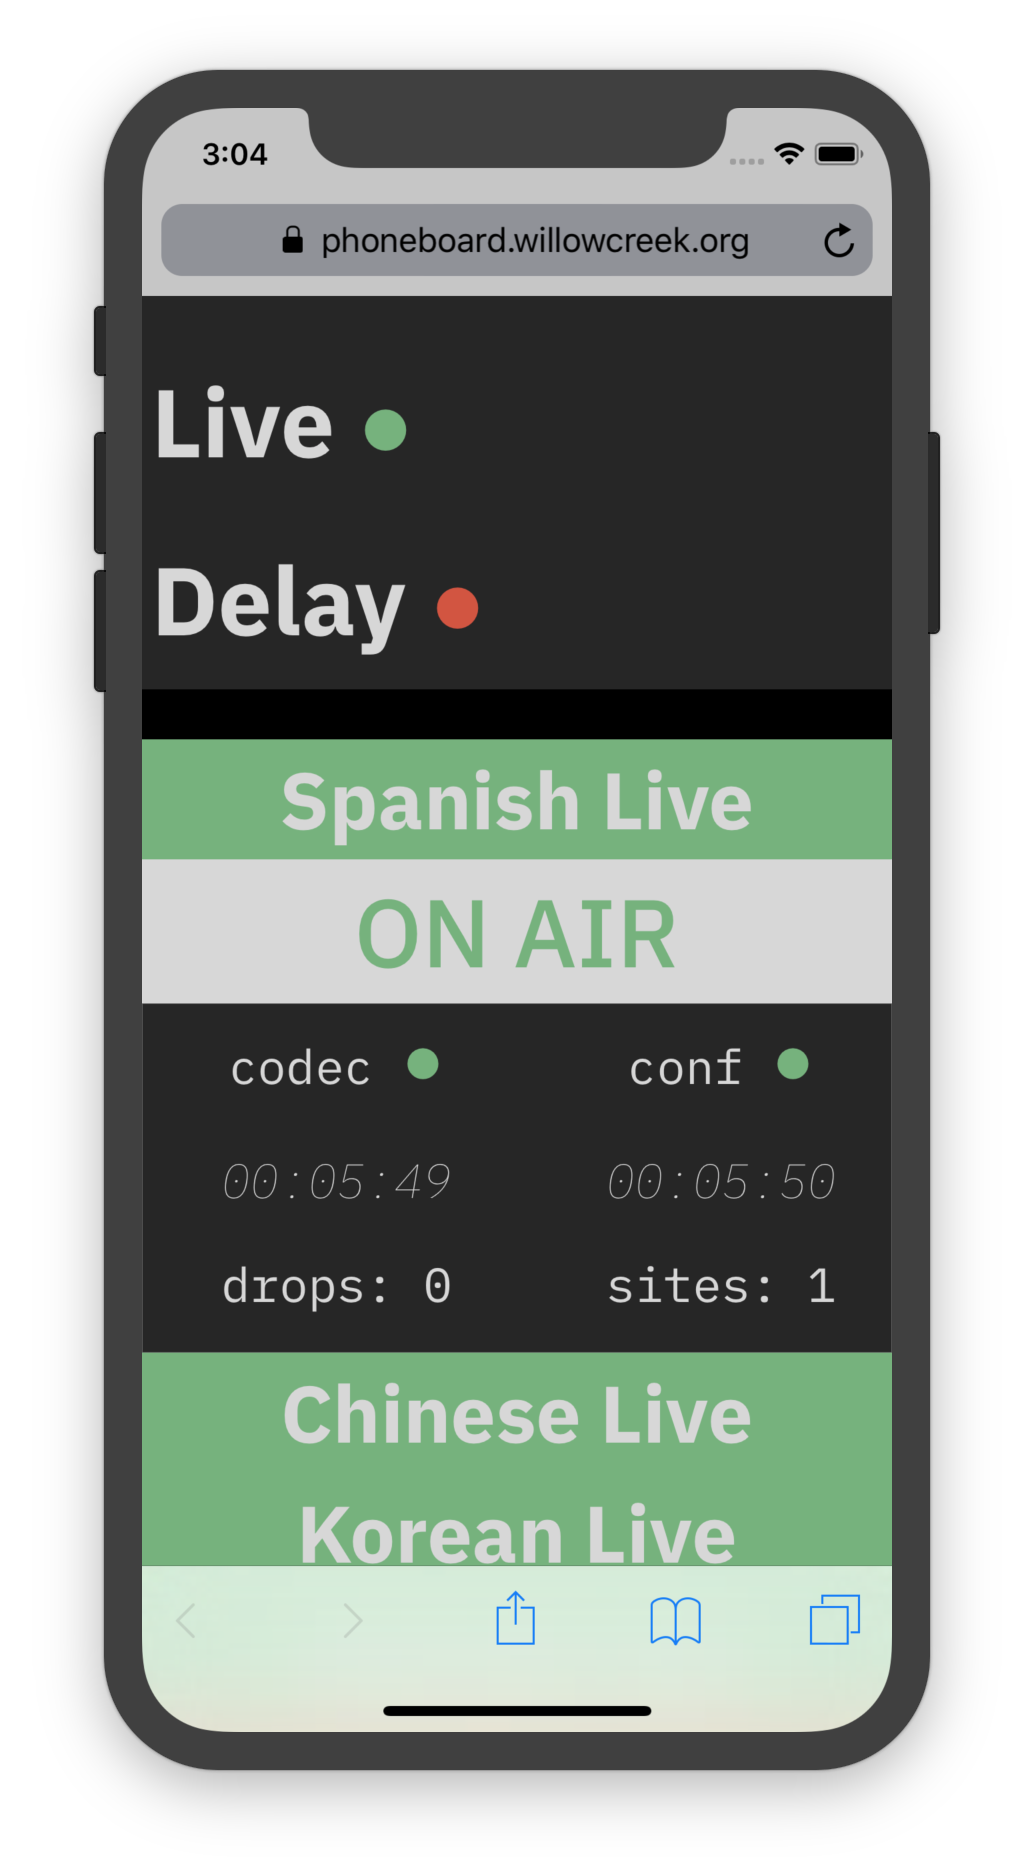 3:04
phoneboard.willowcreek.org
Live
Delay
Spanish Live
ON AIR
codec conf
00:05:49 00:05:50
drops: 0 sites: 1
Chinese Live
Korean Live